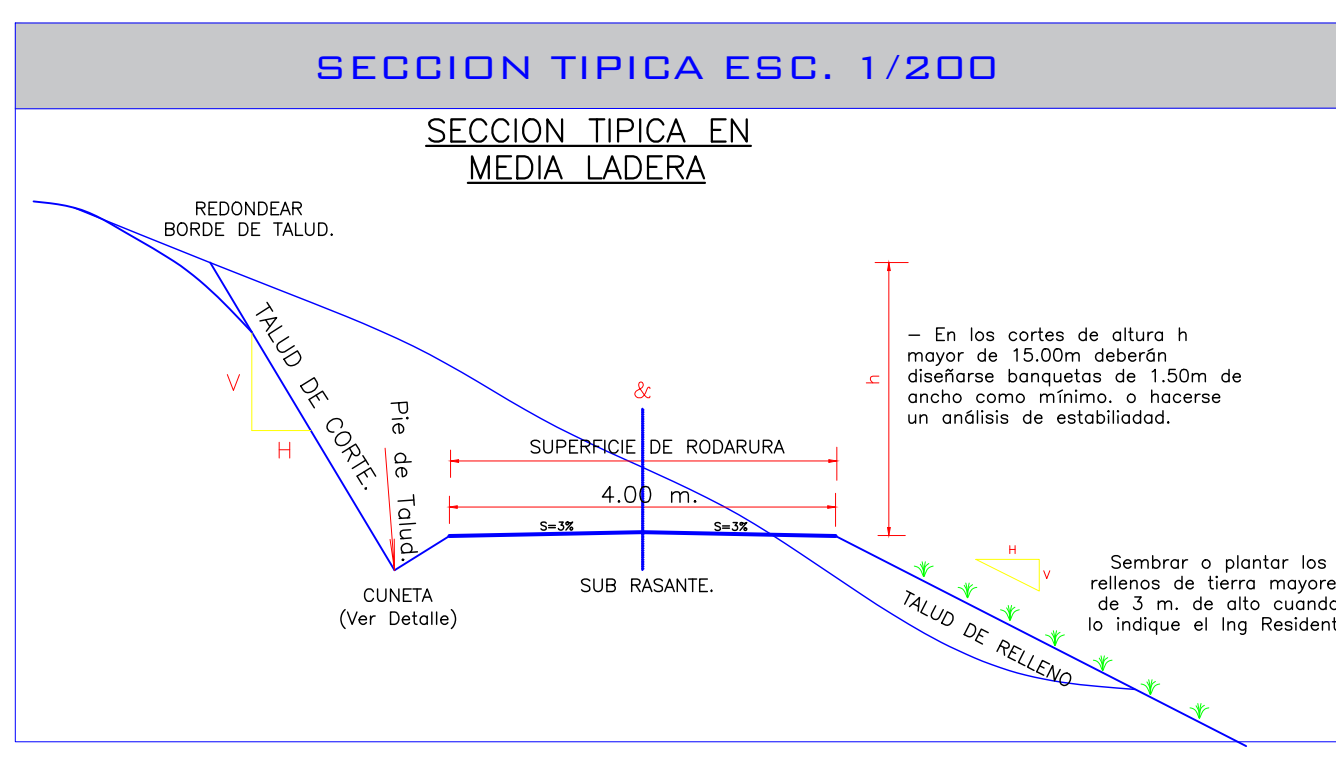 SECCION TIPICA ESC. 1/200
SECCION TIPICA EN
MEDIA LADERA
REDONDEAR
BORDE DE TALUD.
TALUD DE CORTE.
V
H
Pie de Talud.
&
SUPERFICIE DE RODARURA
4.00 m.
S=3%
S=3%
SUB RASANTE.
CUNETA
(Ver Detalle)
h
– En los cortes de altura h
mayor de 15.00m deberán
diseñarse banquetas de 1.50m de
ancho como mínimo. o hacerse
un análisis de estabiliadad.
H
V
Sembrar o plantar los
rellenos de tierra mayore
de 3 m. de alto cuando
lo indique el Ing Resident
TALUD DE RELLENO